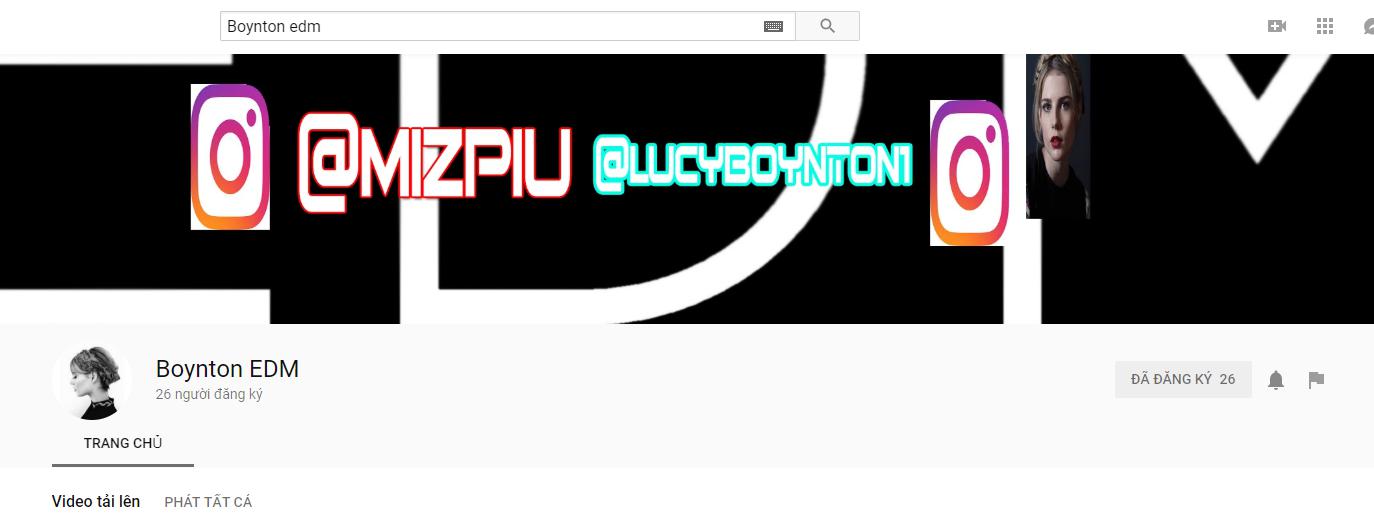 Boynton edm
@MIZPIU @LUCYBOYNTON1
Boynton EDM
26 người đăng ký
ĐÃ ĐĂNG KÝ 26
TRANG CHỦ
Video tải lên PHÁT TẤT CẢ